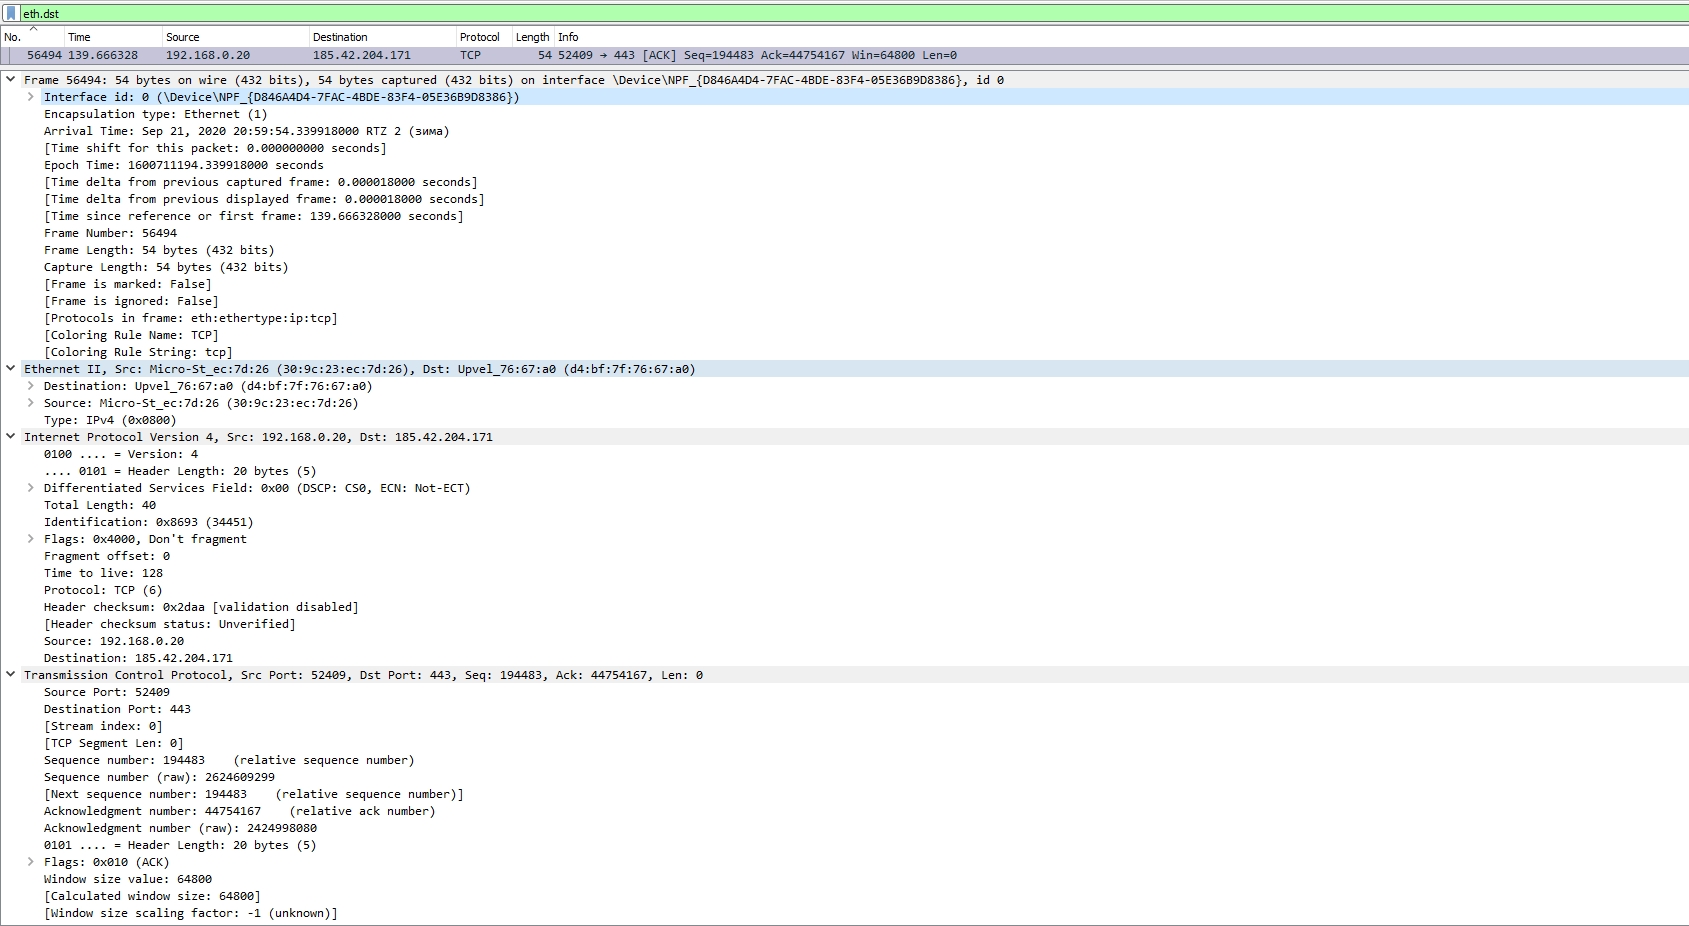 eth.dst
No. Time Source Destination Protocol Length Info
56494 139.666328 192.168.0.20 185.42.204.171 TCP 54 52409 → 443 [ACK] Seq=194483 Ack=44754167 Win=64800 Len=0
Frame 56494: 54 bytes on wire (432 bits), 54 bytes captured (432 bits) on interface \Device\NPF_{D846A4D4-7FAC-4BDE-83F4-05E36B9D8386}, id 0
Interface id: 0 (\Device\NPF_{D846A4D4-7FAC-4BDE-83F4-05E36B9D8386})
Encapsulation type: Ethernet (1)
Arrival Time: Sep 21, 2020 20:59:54.339918000 RTZ 2 (зима)
[Time shift for this packet: 0.000000000 seconds]
Epoch Time: 1600711194.339918000 seconds
[Time delta from previous captured frame: 0.000018000 seconds]
[Time delta from previous displayed frame: 0.000018000 seconds]
[Time since reference or first frame: 139.666328000 seconds]
Frame Number: 56494
Frame Length: 54 bytes (432 bits)
Capture Length: 54 bytes (432 bits)
[Frame is marked: False]
[Frame is ignored: False]
[Protocols in frame: eth:ethertype:ip:tcp]
[Coloring Rule Name: TCP]
[Coloring Rule String: tcp]
Ethernet II, Src: Micro-St_ec:7d:26 (30:9c:23:ec:7d:26), Dst: Upvel_76:67:a0 (d4:bf:7f:76:67:a0)
Destination: Upvel_76:67:a0 (d4:bf:7f:76:67:a0)
Source: Micro-St_ec:7d:26 (30:9c:23:ec:7d:26)
Type: IPv4 (0x0800)
Internet Protocol Version 4, Src: 192.168.0.20, Dst: 185.42.204.171
0100 .... = Version: 4
.... 0101 = Header Length: 20 bytes (5)
Differentiated Services Field: 0x00 (DSCP: CS0, ECN: Not-ECT)
Total Length: 40
Identification: 0x8693 (34451)
Flags: 0x4000, Don't fragment
Fragment offset: 0
Time to live: 128
Protocol: TCP (6)
Header checksum: 0x2daa [validation disabled]
[Header checksum status: Unverified]
Source: 192.168.0.20
Destination: 185.42.204.171
Transmission Control Protocol, Src Port: 52409, Dst Port: 443, Seq: 194483, Ack: 44754167, Len: 0
Source Port: 52409
Destination Port: 443
[Stream index: 0]
[TCP Segment Len: 0]
Sequence number: 194483    (relative sequence number)
Sequence number (raw): 2624609299
[Next sequence number: 194483    (relative sequence number)]
Acknowledgment number: 44754167    (relative ack number)
Acknowledgment number (raw): 2424998080
0101 .... = Header Length: 20 bytes (5)
Flags: 0x010 (ACK)
Window size value: 64800
[Calculated window size: 64800]
[Window size scaling factor: -1 (unknown)]